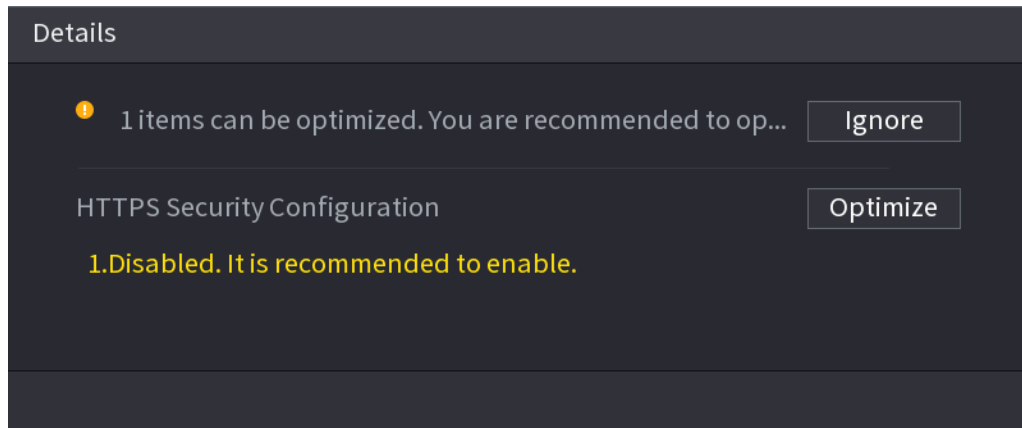 Details
1 items can be optimized. You are recommended to op...
Ignore
HTTPS Security Configuration
Optimize
1.Disabled. It is recommended to enable.